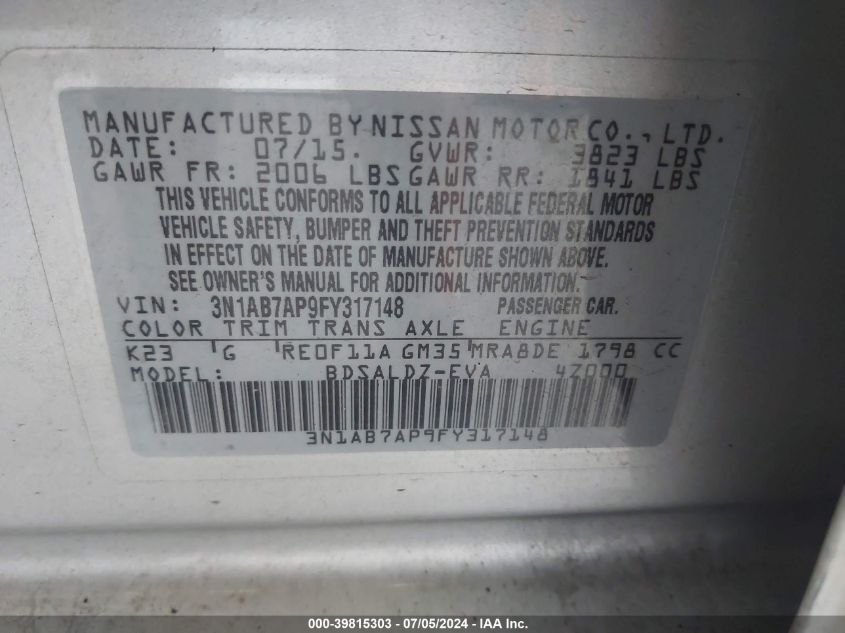 MANUFACTURED BY NISSAN MOTOR CO., LTD.
DATE: 07/15. GVWR: 3823 LBS
GAWR FR: 2006 LBS GAWR RR: 1841 LBS
THIS VEHICLE CONFORMS TO ALL APPLICABLE FEDERAL MOTOR
VEHICLE SAFETY, BUMPER AND THEFT PREVENTION STANDARDS
IN EFFECT ON THE DATE OF MANUFACTURE SHOWN ABOVE.
SEE OWNER'S MANUAL FOR ADDITIONAL INFORMATION.
VIN: 3N1AB7AP9FY317148 PASSENGER CAR.
COLOR TRIM TRANS AXLE ENGINE
K23 G RE0F11A GM35 MRA8DE 1798 CC
MODEL: BDSALDZ-EVA 4Z000
3N1AB7AP9FY317148
000-39815303 - 07/05/2024 - IAA Inc.